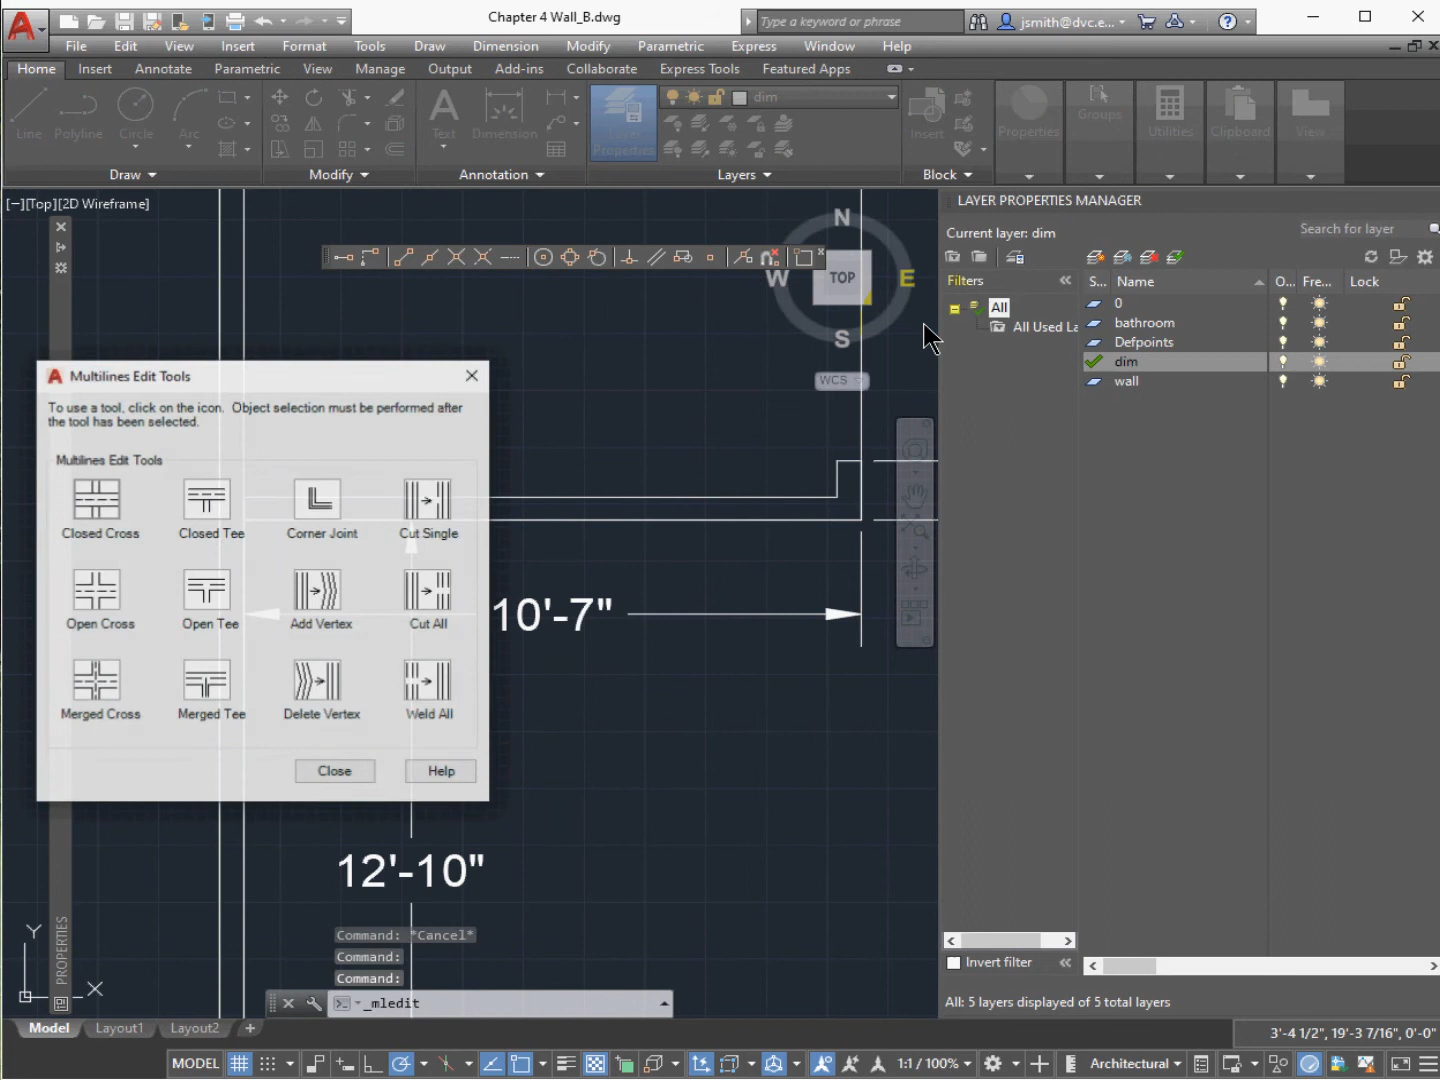 Chapter 4 Wall_B.dwg
Type a keyword or phrase
jsmith@dvc.e...
File Edit View Insert Format Tools Draw Dimension Modify Parametric Express Window Help
Home Insert Annotate Parametric View Manage Output Add-ins Collaborate Express Tools Featured Apps
dim
Line Polyline Circle Arc Text Dimension Layer Properties Insert Properties Groups Utilities Clipboard View
Draw Modify Annotation Layers Block
[−][Top][2D Wireframe]
N
W TOP E
S
WCS
LAYER PROPERTIES MANAGER
Current layer: dim
Search for layer
Filters
All
All Used La
S... Name O... Fre... Lock
0
bathroom
Defpoints
dim
wall
Multilines Edit Tools
To use a tool, click on the icon. Object selection must be performed after
the tool has been selected.
Multilines Edit Tools
Closed Cross Closed Tee Corner Joint Cut Single
Open Cross Open Tee Add Vertex Cut All
Merged Cross Merged Tee Delete Vertex Weld All
Close Help
10'-7"
12'-10"
PROPERTIES
Y
X
Command: *Cancel*
Command:
Command:
_mledit
Invert filter
All: 5 layers displayed of 5 total layers
Model Layout1 Layout2 +
3'-4 1/2", 19'-3 7/16", 0'-0"
MODEL 1:1 / 100% Architectural